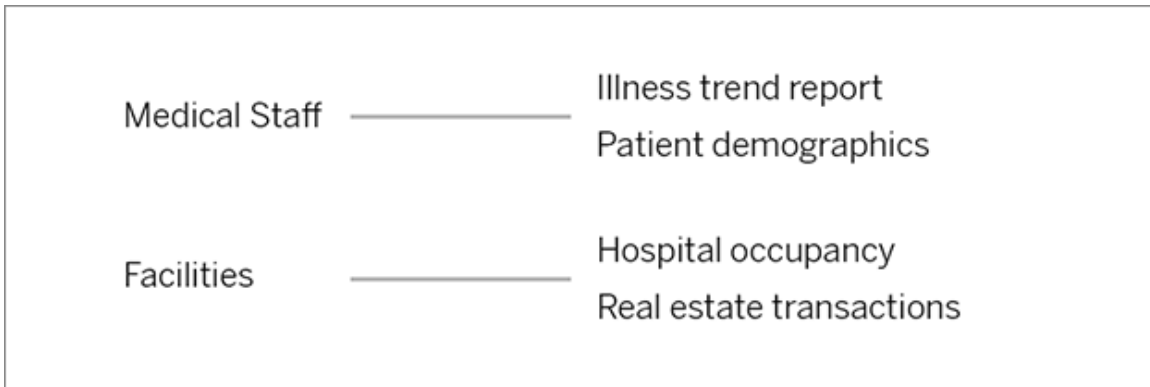 Medical Staff
Illness trend report
Patient demographics
Facilities
Hospital occupancy
Real estate transactions